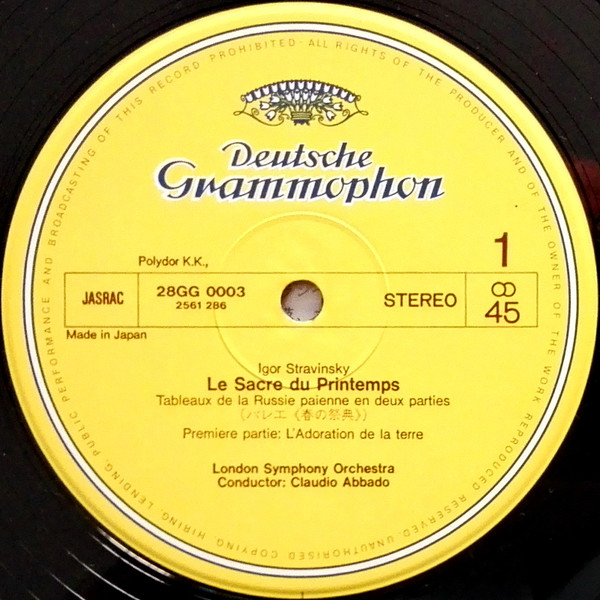 PUBLIC PERFORMANCE AND BROADCASTING OF THIS RECORD PROHIBITED-ALL RIGHTS OF THE PRODUCER AND OF THE OWNER OF THE WORK REPRODUCED RESERVED UNAUTHORISED COPYING, HIRING, LENDING,
Deutsche
Grammophon
Polydor K.K.,
1
JASRAC
28GG 0003
2561 286
STEREO
45
Made in Japan
Igor Stravinsky
Le Sacre du Printemps
Tableaux de la Russie paienne en deux parties
(バレエ《春の祭典》)
Premiere partie: L'Adoration de la terre
London Symphony Orchestra
Conductor: Claudio Abbado